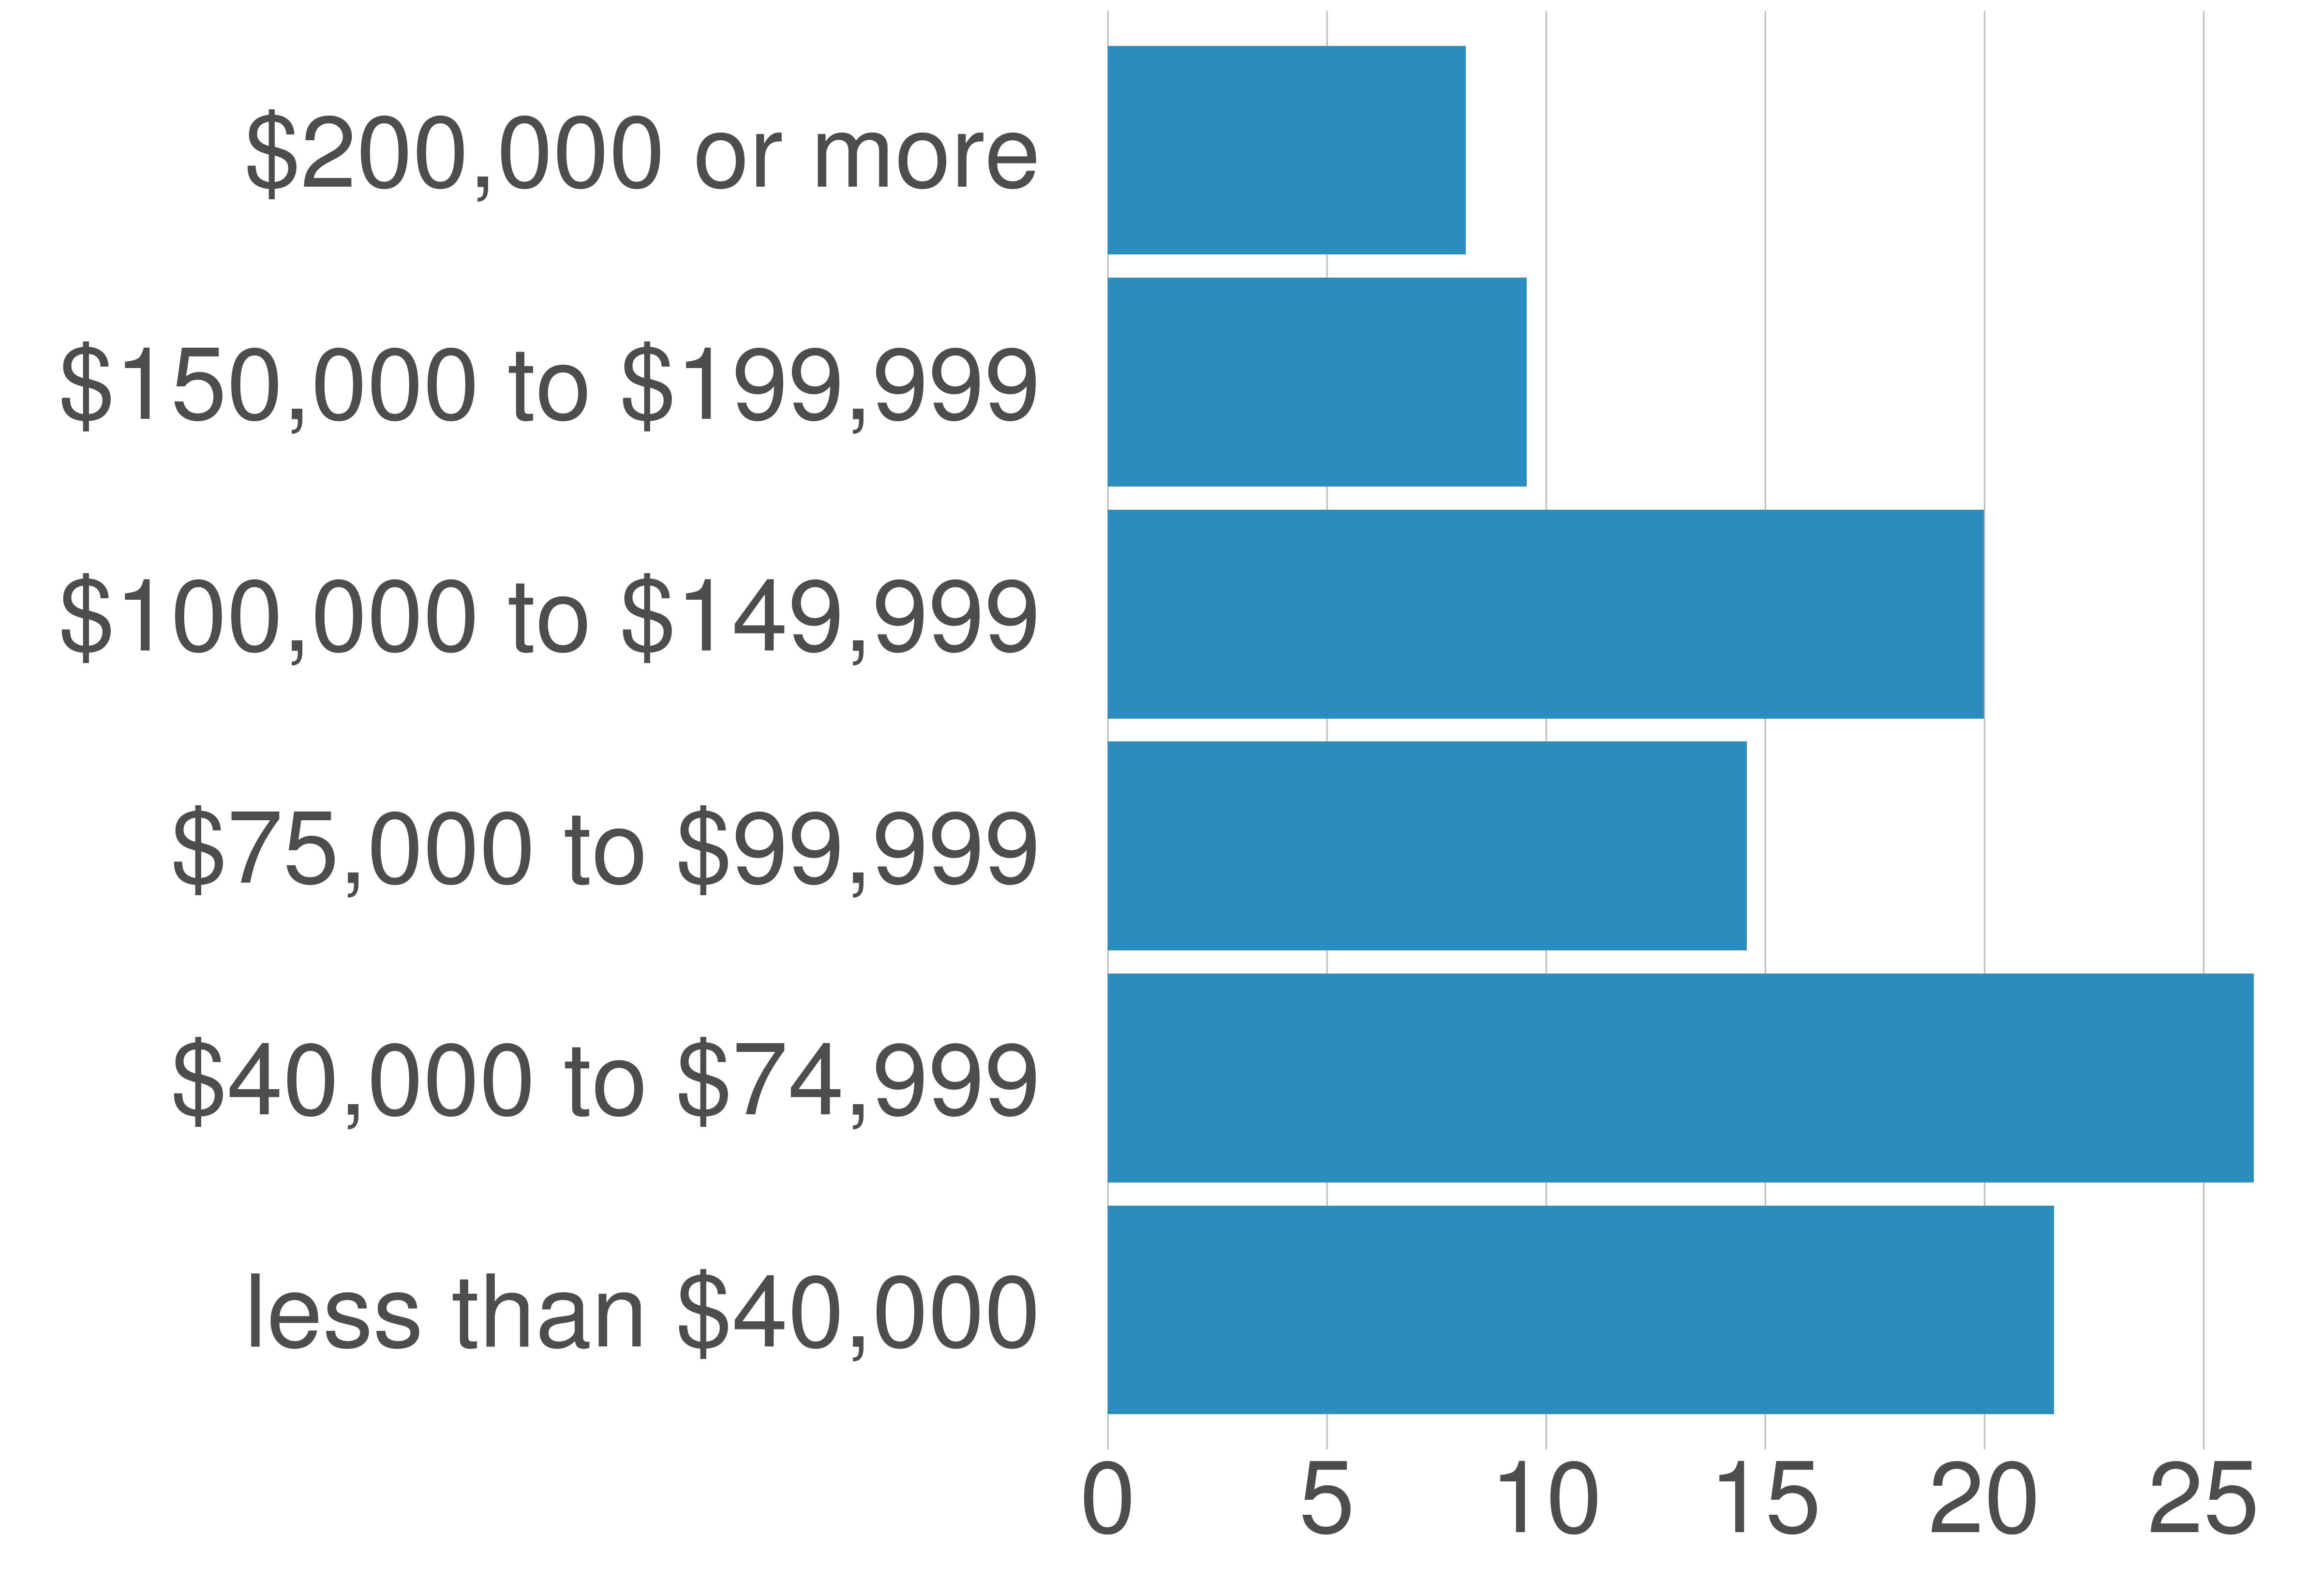 $200,000 or more
$150,000 to $199,999
$100,000 to $149,999
$75,000 to $99,999
$40,000 to $74,999
less than $40,000
0 5 10 15 20 25